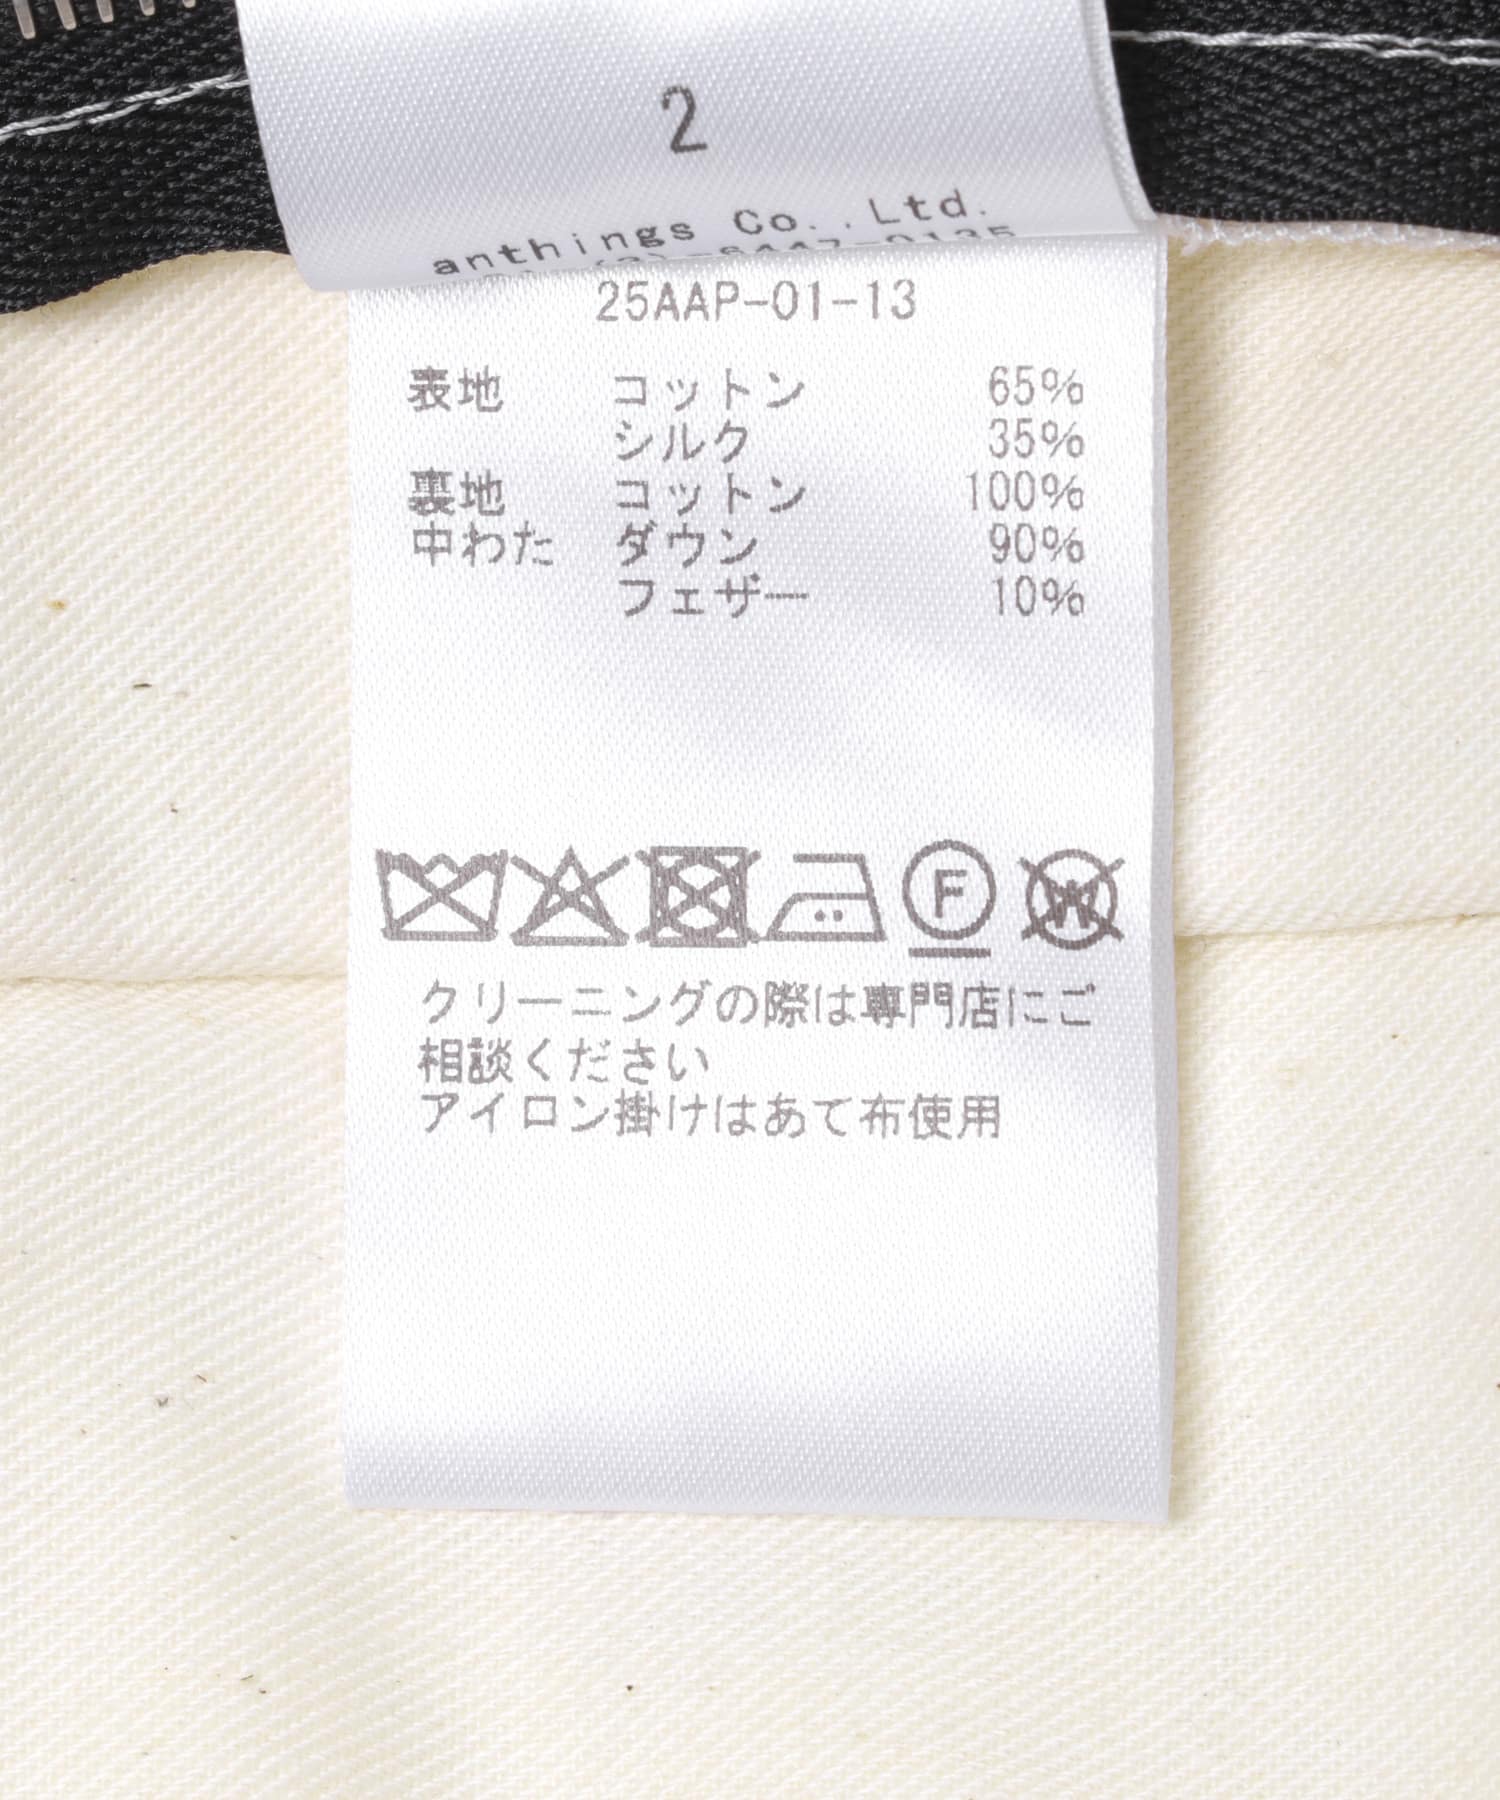 2
anthings Co.,Ltd.
25AAP-01-13
表地 コットン 65%
シルク 35%
裏地 コットン 100%
中わた ダウン 90%
フェザー 10%
F W
クリーニングの際は専門店にご
相談ください
アイロン掛けはあて布使用